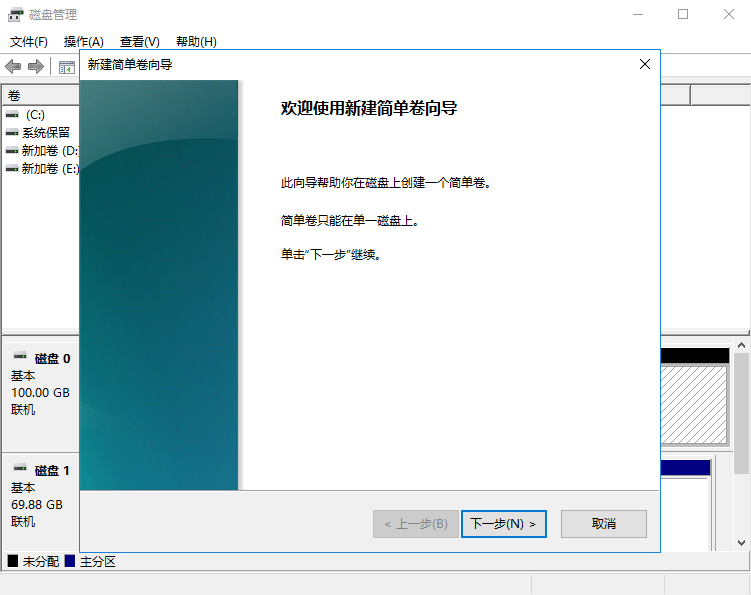 磁盘管理
文件(F) 操作(A) 查看(V) 帮助(H)
新建简单卷向导
卷
(C:)
系统保留
新加卷 (D:
新加卷 (E:)
欢迎使用新建简单卷向导
此向导帮助你在磁盘上创建一个简单卷。
简单卷只能在单一磁盘上。
单击"下一步"继续。
磁盘 0
基本
100.00 GB
联机
磁盘 1
基本
69.88 GB
联机
< 上一步(B) 下一步(N) > 取消
未分配 主分区